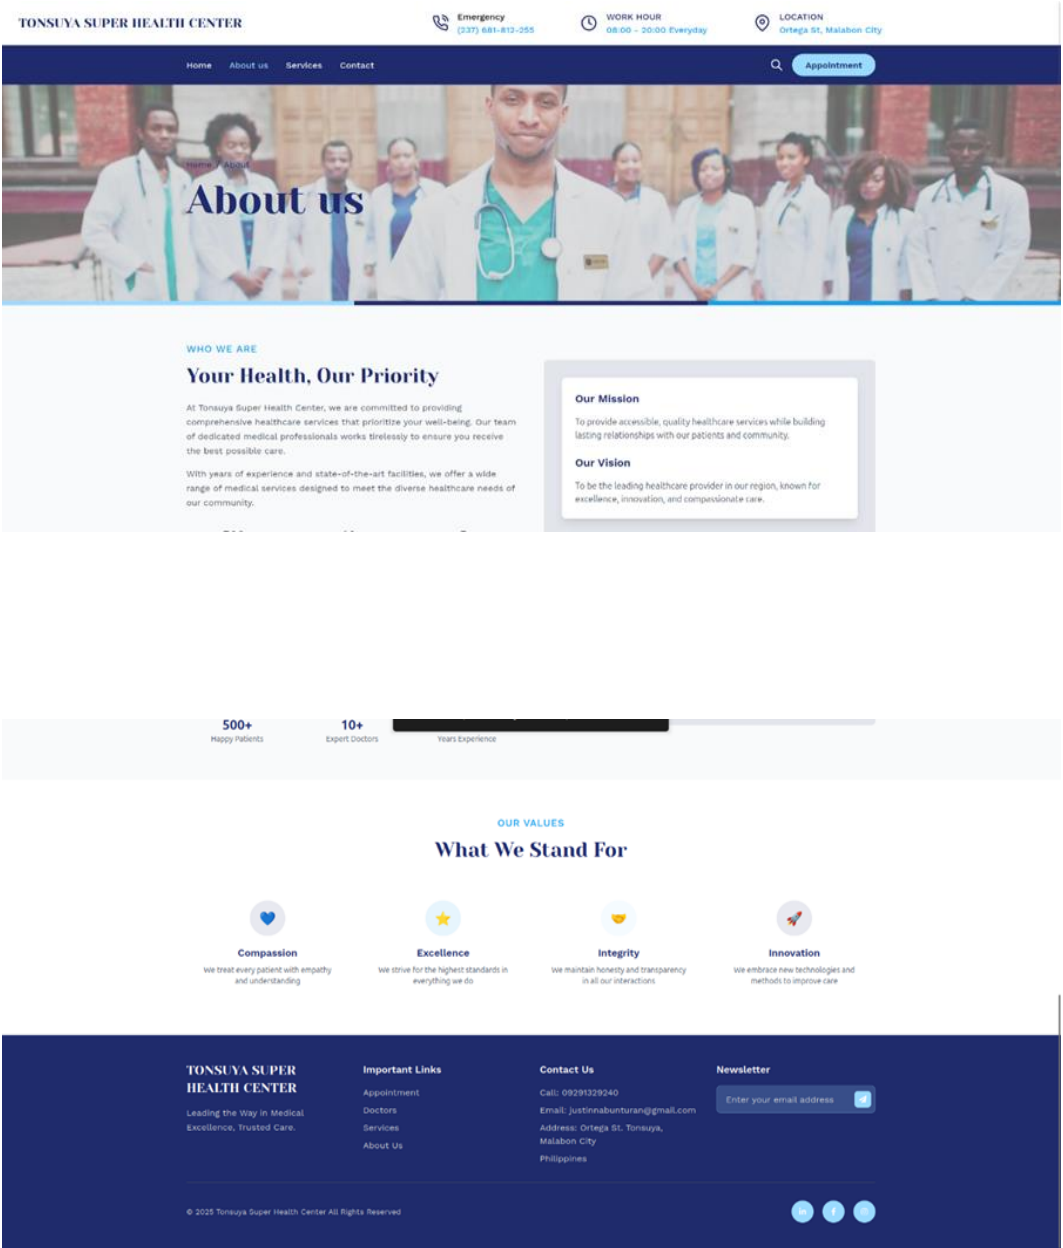 TONSUYA SUPER HEALTH CENTER
Emergency
(237) 681-812-255
WORK HOUR
08:00 - 20:00 Everyday
LOCATION
Ortega St, Malabon City
Home About us Services Contact
Appointment
Home / About
About us
WHO WE ARE
Your Health, Our Priority
At Tonsuya Super Health Center, we are committed to providing
comprehensive healthcare services that prioritize your well-being. Our team
of dedicated medical professionals works tirelessly to ensure you receive
the best possible care.
With years of experience and state-of-the-art facilities, we offer a wide
range of medical services designed to meet the diverse healthcare needs of
our community.
Our Mission
To provide accessible, quality healthcare services while building
lasting relationships with our patients and community.
Our Vision
To be the leading healthcare provider in our region, known for
excellence, innovation, and compassionate care.
500+
Happy Patients
10+
Expert Doctors
Years Experience
OUR VALUES
What We Stand For
Compassion
We treat every patient with empathy
and understanding
Excellence
We strive for the highest standards in
everything we do
Integrity
We maintain honesty and transparency
in all our interactions
Innovation
We embrace new technologies and
methods to improve care
TONSUYA SUPER
HEALTH CENTER
Leading the Way in Medical
Excellence, Trusted Care.
Important Links
Appointment
Doctors
Services
About Us
Contact Us
Call: 09291329240
Email: justinnabunturan@gmail.com
Address: Ortega St. Tonsuya,
Malabon City
Philippines
Newsletter
Enter your email address
© 2025 Tonsuya Super Health Center All Rights Reserved